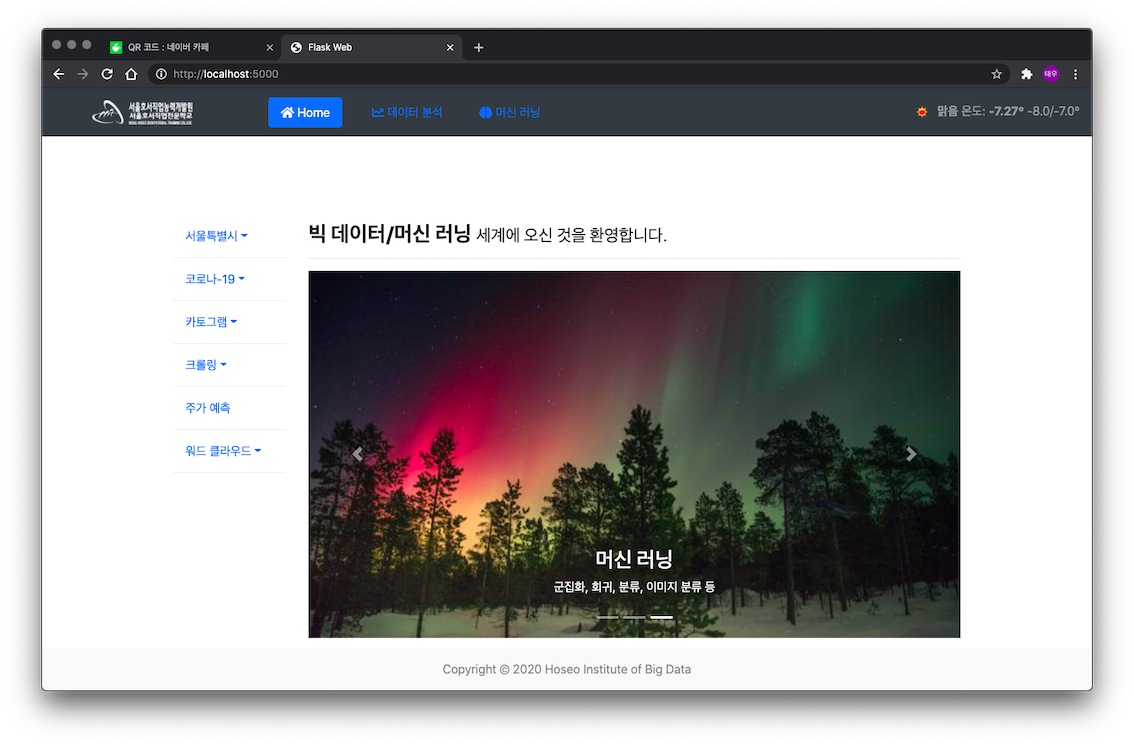 QR 코드 : 네이버 카페
Flask Web
http://localhost:5000
태우
서울호서직업능력개발원
서울호서직업전문학교
Home
데이터 분석
머신 러닝
맑음 온도: -7.27° -8.0/-7.0°
서울특별시
빅 데이터/머신 러닝 세계에 오신 것을 환영합니다.
코로나-19
카토그램
크롤링
주가 예측
워드 클라우드
머신 러닝
군집화, 회귀, 분류, 이미지 분류 등
Copyright © 2020 Hoseo Institute of Big Data